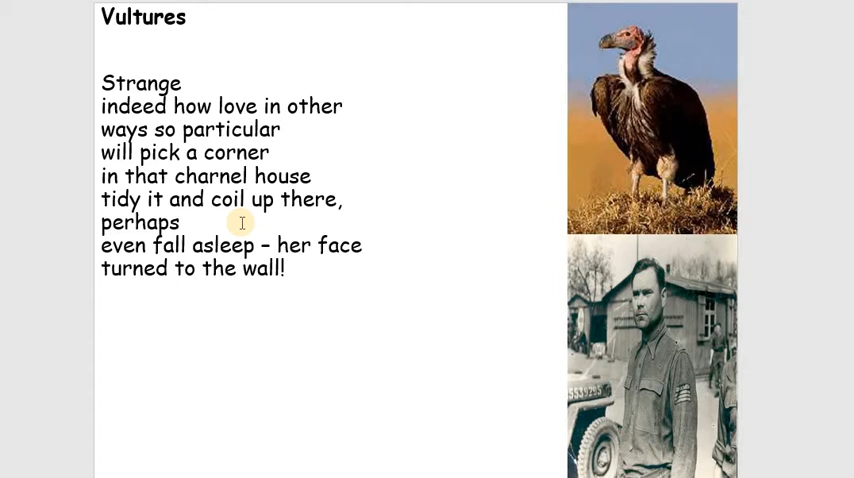 Vultures
Strange
indeed how love in other
ways so particular
will pick a corner
in that charnel house
tidy it and coil up there,
perhaps
even fall asleep – her face
turned to the wall!